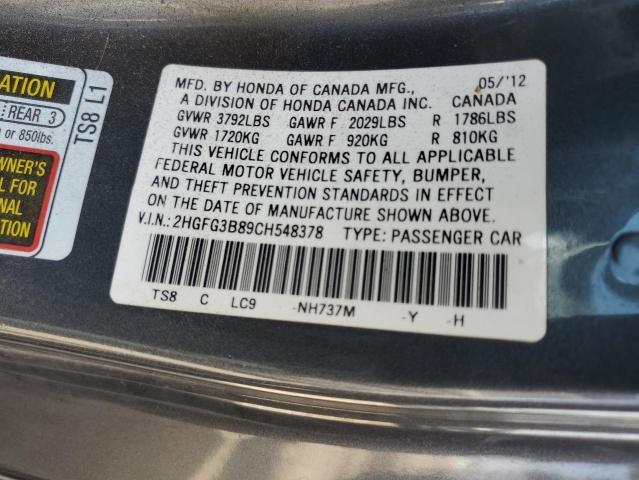 ATION
REAR 3
or 850lbs.
TS8 L1
WNER'S
L FOR
NAL
TION
MFD. BY HONDA OF CANADA MFG., 05/'12
A DIVISION OF HONDA CANADA INC. CANADA
GVWR 3792LBS GAWR F 2029LBS R 1786LBS
GVWR 1720KG GAWR F 920KG R 810KG
THIS VEHICLE CONFORMS TO ALL APPLICABLE
FEDERAL MOTOR VEHICLE SAFETY, BUMPER,
AND THEFT PREVENTION STANDARDS IN EFFECT
ON THE DATE OF MANUFACTURE SHOWN ABOVE.
V.I.N.: 2HGFG3B89CH548378 TYPE: PASSENGER CAR
TS8 C LC9 -NH737M -Y -H